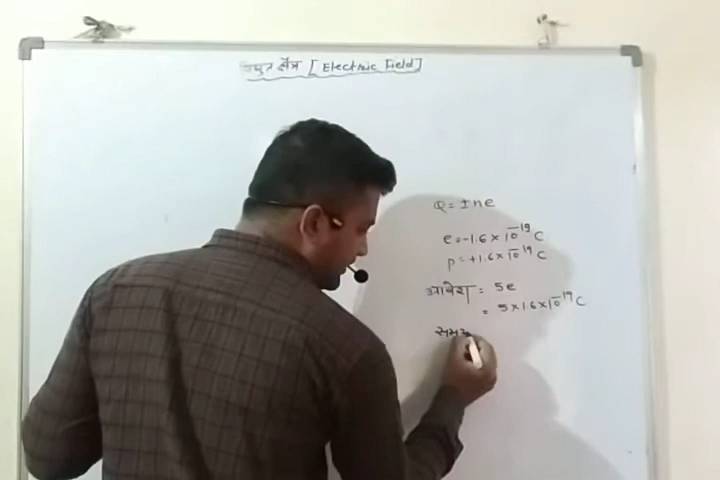 विद्युत क्षेत्र [Electric Field]
Q = ±ne
e = -1.6 × 10⁻¹⁹ C
p = +1.6 × 10⁻¹⁹ C
आवेश = 5e
= 5 × 1.6 × 10⁻¹⁹ C